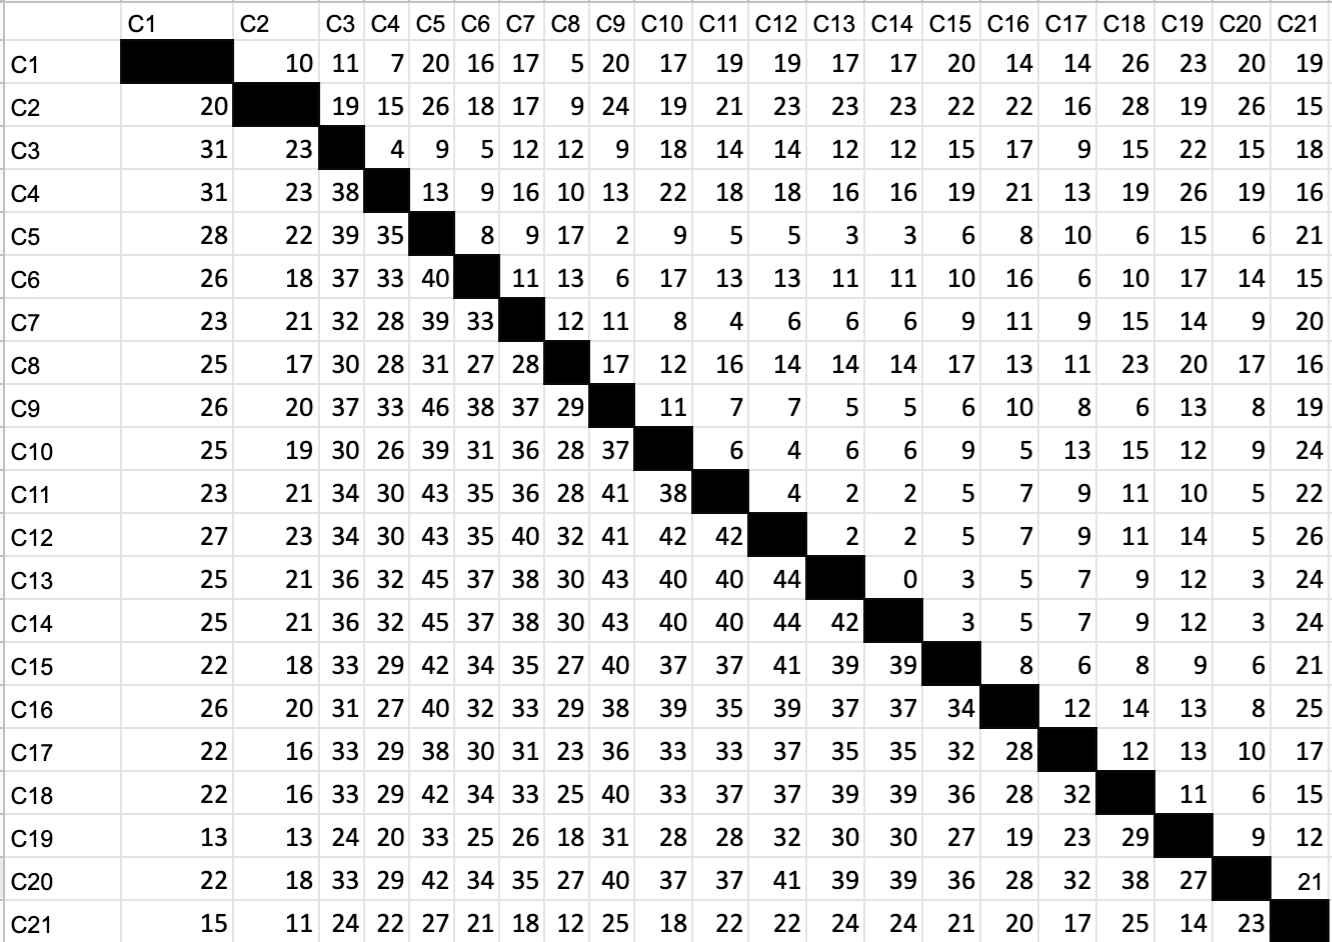 C1 C2 C3 C4 C5 C6 C7 C8 C9 C10 C11 C12 C13 C14 C15 C16 C17 C18 C19 C20 C21
C1 10 11 7 20 16 17 5 20 17 19 19 17 17 20 14 14 26 23 20 19
C2 20 19 15 26 18 17 9 24 19 21 23 23 23 22 22 16 28 19 26 15
C3 31 23 4 9 5 12 12 9 18 14 14 12 12 15 17 9 15 22 15 18
C4 31 23 38 13 9 16 10 13 22 18 18 16 16 19 21 13 19 26 19 16
C5 28 22 39 35 8 9 17 2 9 5 5 3 3 6 8 10 6 15 6 21
C6 26 18 37 33 40 11 13 6 17 13 13 11 11 10 16 6 10 17 14 15
C7 23 21 32 28 39 33 12 11 8 4 6 6 6 9 11 9 15 14 9 20
C8 25 17 30 28 31 27 28 17 12 16 14 14 14 17 13 11 23 20 17 16
C9 26 20 37 33 46 38 37 29 11 7 7 5 5 6 10 8 6 13 8 19
C10 25 19 30 26 39 31 36 28 37 6 4 6 6 9 5 13 15 12 9 24
C11 23 21 34 30 43 35 36 28 41 38 4 2 2 5 7 9 11 10 5 22
C12 27 23 34 30 43 35 40 32 41 42 42 2 2 5 7 9 11 14 5 26
C13 25 21 36 32 45 37 38 30 43 40 40 44 0 3 5 7 9 12 3 24
C14 25 21 36 32 45 37 38 30 43 40 40 44 42 3 5 7 9 12 3 24
C15 22 18 33 29 42 34 35 27 40 37 37 41 39 39 8 6 8 9 6 21
C16 26 20 31 27 40 32 33 29 38 39 35 39 37 37 34 12 14 13 8 25
C17 22 16 33 29 38 30 31 23 36 33 33 37 35 35 32 28 12 13 10 17
C18 22 16 33 29 42 34 33 25 40 33 37 37 39 39 36 28 32 11 6 15
C19 13 13 24 20 33 25 26 18 31 28 28 32 30 30 27 19 23 29 9 12
C20 22 18 33 29 42 34 35 27 40 37 37 41 39 39 36 28 32 38 27 21
C21 15 11 24 22 27 21 18 12 25 18 22 22 24 24 21 20 17 25 14 23